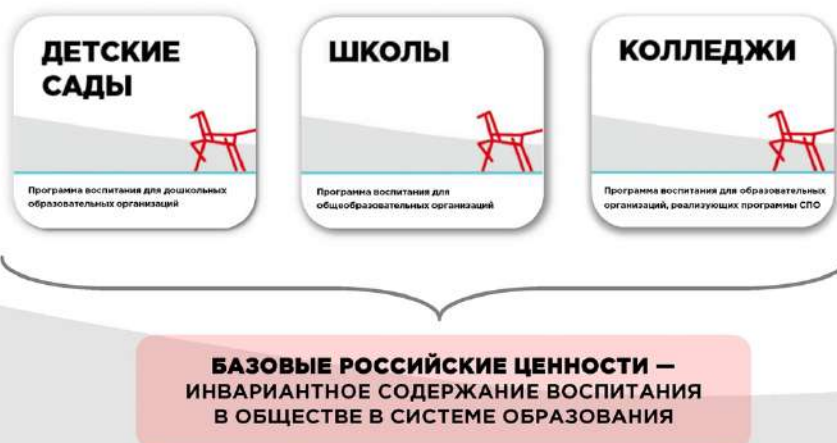 ДЕТСКИЕ
САДЫ
Программа воспитания для дошкольных
образовательных организаций
ШКОЛЫ
Программа воспитания для
общеобразовательных организаций
КОЛЛЕДЖИ
Программа воспитания для образовательных
организаций, реализующих программы СПО
БАЗОВЫЕ РОССИЙСКИЕ ЦЕННОСТИ —
ИНВАРИАНТНОЕ СОДЕРЖАНИЕ ВОСПИТАНИЯ
В ОБЩЕСТВЕ В СИСТЕМЕ ОБРАЗОВАНИЯ